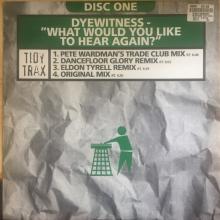 DISC ONE
DYEWITNESS -
"WHAT WOULD YOU LIKE
TO HEAR AGAIN?"
TIDY
TRAX
1. PETE WARDMAN'S TRADE CLUB MIX
2. DANCEFLOOR GLORY REMIX
3. ELDON TYRELL REMIX
4. ORIGINAL MIX